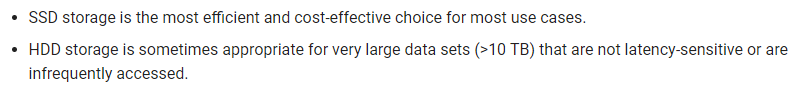 • SSD storage is the most efficient and cost-effective choice for most use cases.
• HDD storage is sometimes appropriate for very large data sets (>10 TB) that are not latency-sensitive or are
infrequently accessed.